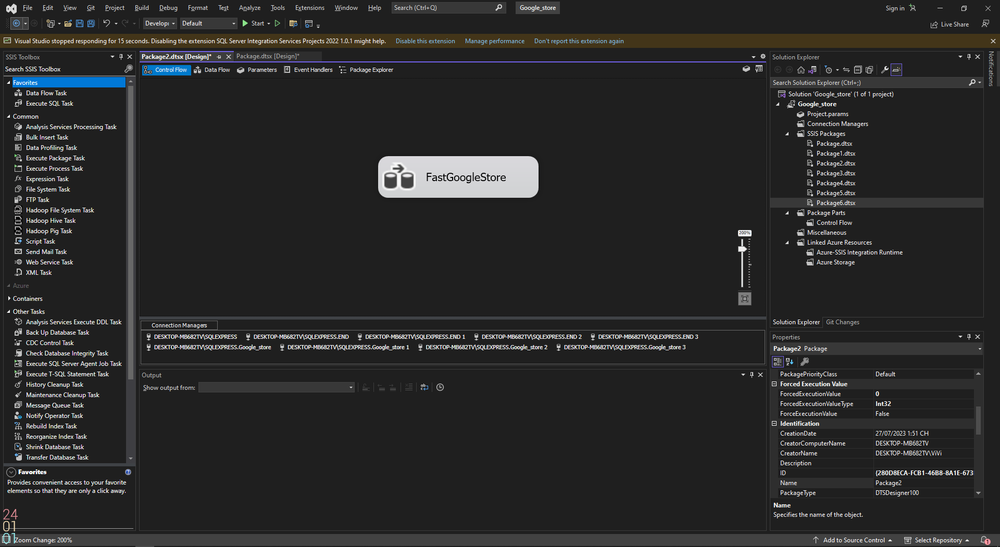 File Edit View Git Project Build Debug Format Test Analyze Tools Extensions Window Help Search (Ctrl+Q) Google_store Sign in
Developi Default Start Live Share
Visual Studio stopped responding for 15 seconds. Disabling the extension SQL Server Integration Services Projects 2022 1.0.1 might help. Disable this extension Manage performance Don't report this extension again
SSIS Toolbox
Search SSIS Toolbox
Favorites
Data Flow Task
Execute SQL Task
Common
Analysis Services Processing Task
Bulk Insert Task
Data Profiling Task
Execute Package Task
Execute Process Task
Expression Task
File System Task
FTP Task
Hadoop File System Task
Hadoop Hive Task
Hadoop Pig Task
Script Task
Send Mail Task
Web Service Task
XML Task
Azure
Containers
Other Tasks
Analysis Services Execute DDL Task
Back Up Database Task
CDC Control Task
Check Database Integrity Task
Execute SQL Server Agent Job Task
Execute T-SQL Statement Task
History Cleanup Task
Maintenance Cleanup Task
Message Queue Task
Notify Operator Task
Rebuild Index Task
Reorganize Index Task
Shrink Database Task
Transfer Database Task
Favorites
Provides convenient access to your favorite
elements so that they are only a click away.
24
01
01
Zoom Change: 200%
Package2.dtsx [Design]* Package.dtsx [Design]*
Control Flow Data Flow Parameters Event Handlers Package Explorer
FastGoogleStore
200%
Connection Managers
DESKTOP-MB682TV\SQLEXPRESS DESKTOP-MB682TV\SQLEXPRESS.END DESKTOP-MB682TV\SQLEXPRESS.END 1 DESKTOP-MB682TV\SQLEXPRESS.END 2 DESKTOP-MB682TV\SQLEXPRESS.END 3
DESKTOP-MB682TV\SQLEXPRESS.Google_store DESKTOP-MB682TV\SQLEXPRESS.Google_store 1 DESKTOP-MB682TV\SQLEXPRESS.Google_store 2 DESKTOP-MB682TV\SQLEXPRESS.Google_store 3
Output
Show output from:
Solution Explorer
Search Solution Explorer (Ctrl+;)
Solution 'Google_store' (1 of 1 project)
Google_store
Project.params
Connection Managers
SSIS Packages
Package.dtsx
Package1.dtsx
Package2.dtsx
Package3.dtsx
Package4.dtsx
Package5.dtsx
Package6.dtsx
Package Parts
Control Flow
Miscellaneous
Linked Azure Resources
Azure-SSIS Integration Runtime
Azure Storage
Solution Explorer Git Changes
Properties
Package2 Package
PackagePriorityClass Default
Forced Execution Value
ForcedExecutionValue 0
ForcedExecutionValueType Int32
ForceExecutionValue False
Identification
CreationDate 27/07/2023 1:51 CH
CreatorComputerName DESKTOP-MB682TV
CreatorName DESKTOP-MB682TV\ViVi
Description
ID {280D8ECA-FCB1-46B8-8A1E-673
Name Package2
PackageType DTSDesigner100
Name
Specifies the name of the object.
Notifications
Add to Source Control Select Repository 1